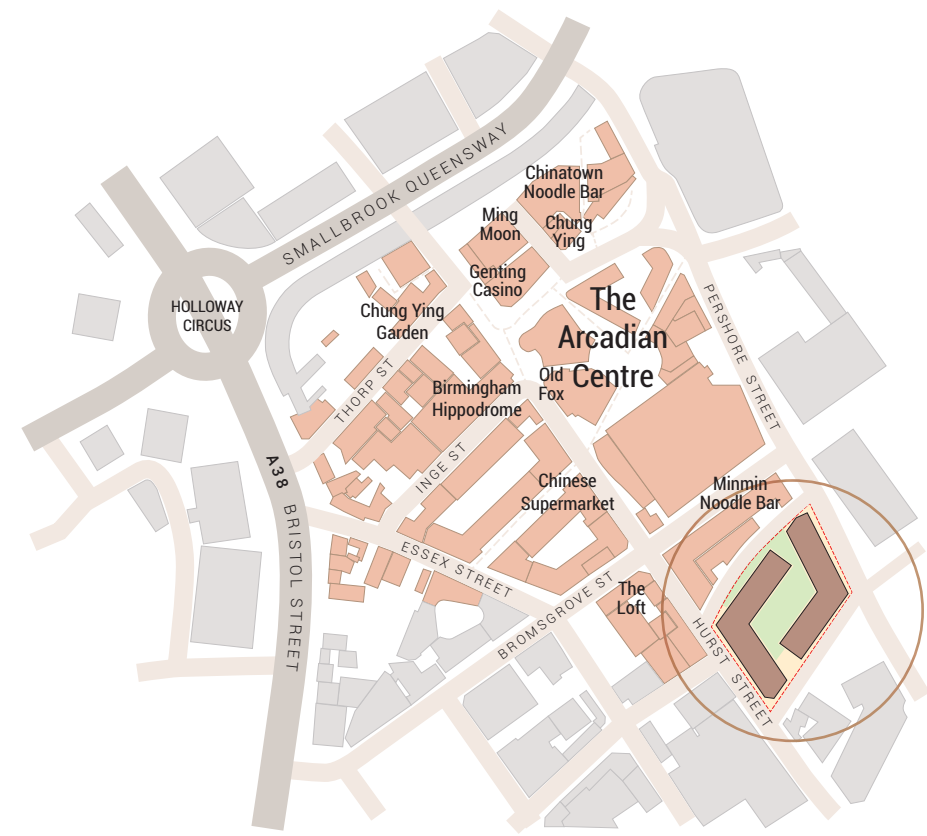 SMALLBROOK QUEENSWAY
Chinatown
Noodle Bar
Ming
Moon
Chung
Ying
Genting
Casino
HOLLOWAY
CIRCUS
Chung Ying
Garden
The
Arcadian
Centre
PERSHORE STREET
THORP ST
Birmingham
Hippodrome
Old
Fox
INGE ST
A38 BRISTOL STREET
Chinese
Supermarket
Minmin
Noodle Bar
ESSEX STREET
BROMSGROVE ST
The
Loft
HURST STREET